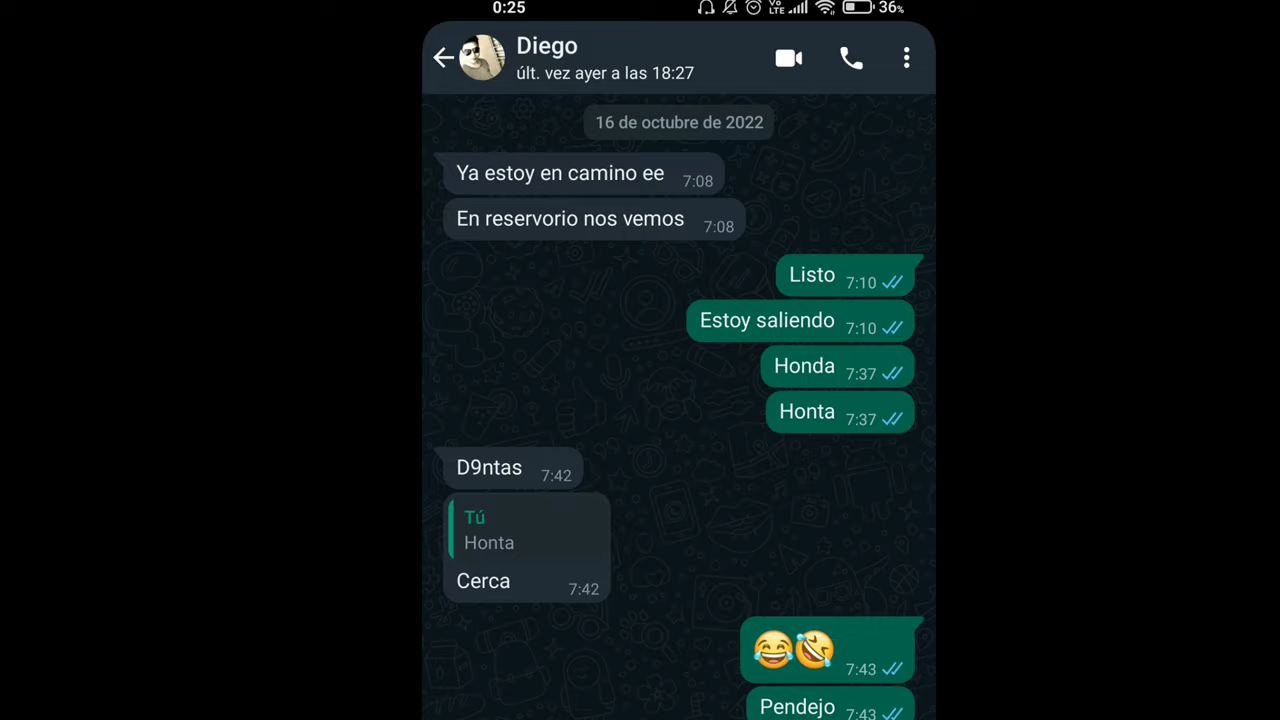 0:25
Vo LTE
36%
Diego
últ. vez ayer a las 18:27
16 de octubre de 2022
Ya estoy en camino ee 7:08
En reservorio nos vemos 7:08
Listo 7:10
Estoy saliendo 7:10
Honda 7:37
Honta 7:37
D9ntas 7:42
Tú
Honta
Cerca 7:42
😂🤣 7:43
Pendejo 7:43